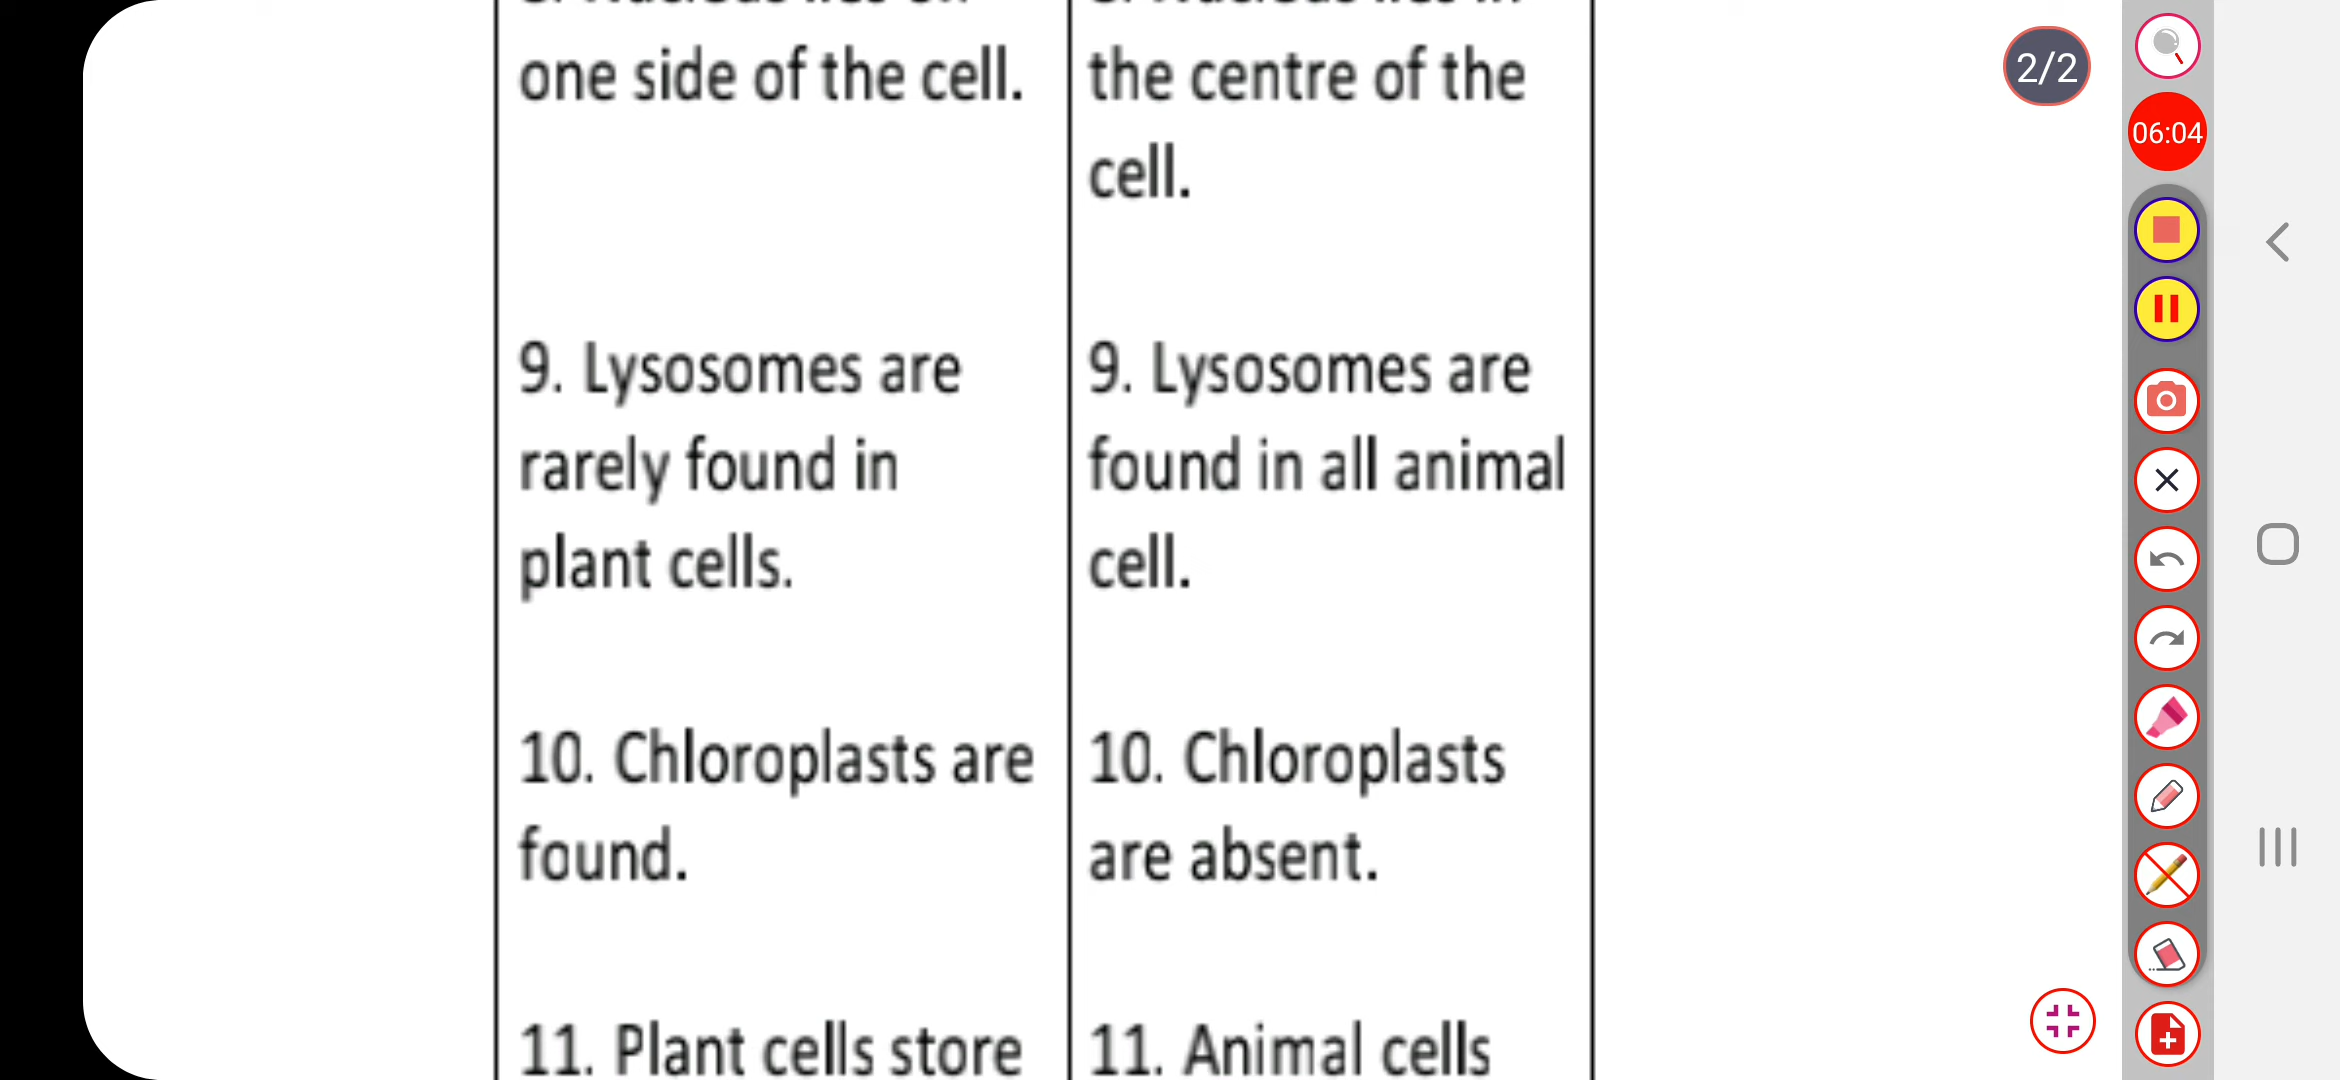 one side of the cell.
9. Lysosomes are
rarely found in
plant cells.
10. Chloroplasts are
found.
11. Plant cells store
the centre of the
cell.
9. Lysosomes are
found in all animal
cell.
10. Chloroplasts
are absent.
11. Animal cells
2/2
06:04